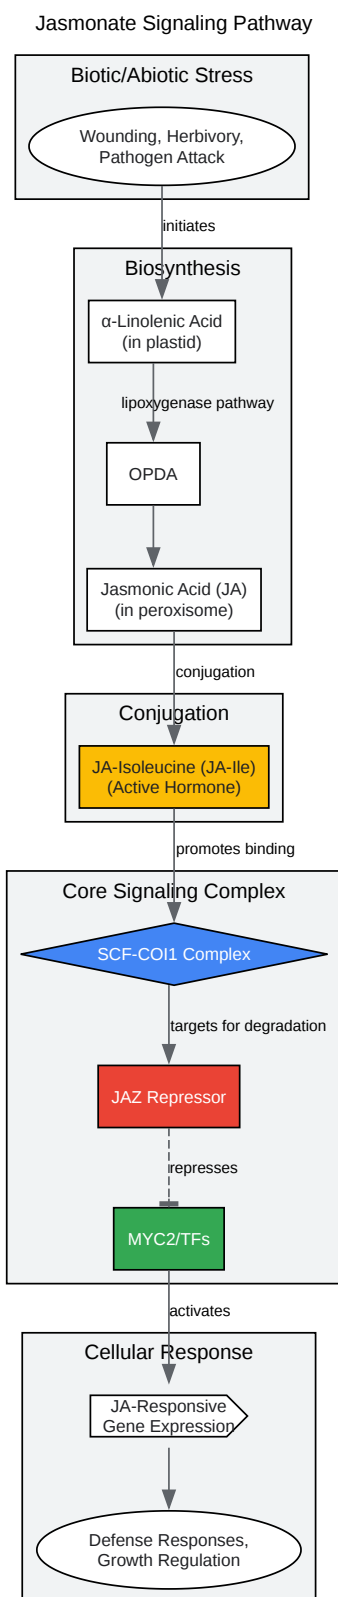 Jasmonate Signaling Pathway
Biotic/Abiotic Stress
Wounding, Herbivory,
Pathogen Attack
initiates
Biosynthesis
α-Linolenic Acid
(in plastid)
lipoxygenase pathway
OPDA
Jasmonic Acid (JA)
(in peroxisome)
conjugation
Conjugation
JA-Isoleucine (JA-Ile)
(Active Hormone)
promotes binding
Core Signaling Complex
SCF-COI1 Complex
targets for degradation
JAZ Repressor
represses
MYC2/TFs
activates
Cellular Response
JA-Responsive
Gene Expression
Defense Responses,
Growth Regulation